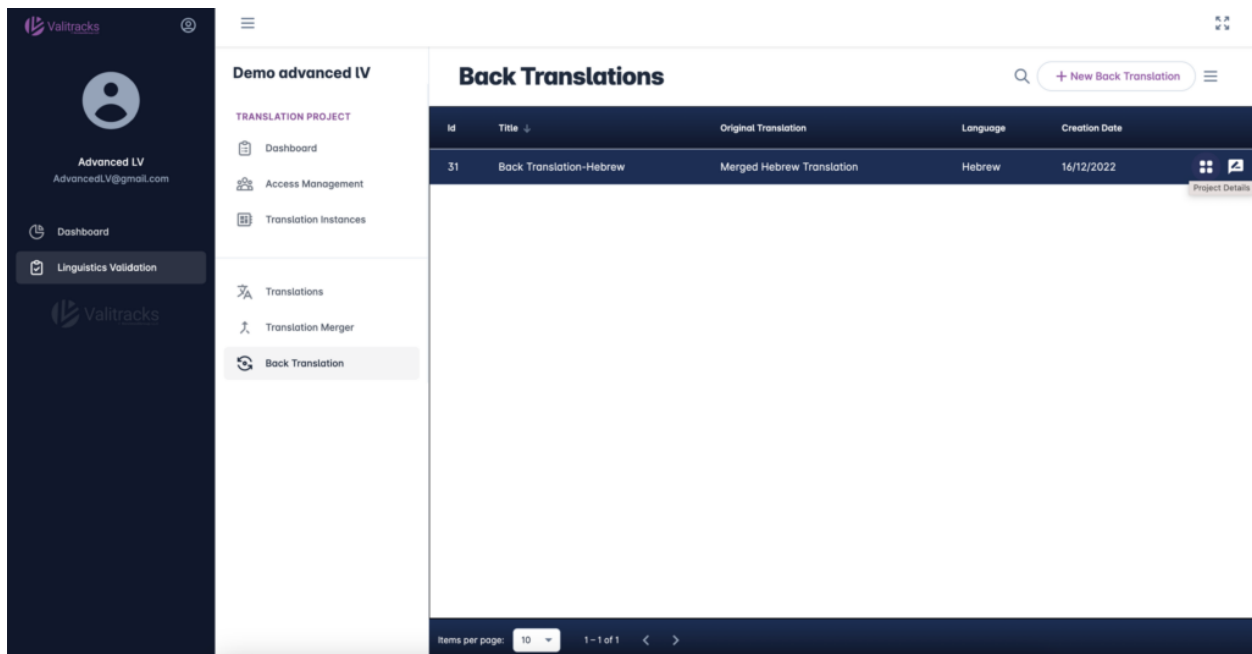 Valitracks
Advanced LV
AdvancedLV@gmail.com
Dashboard
Linguistics Validation
Valitracks
Demo advanced lV
TRANSLATION PROJECT
Dashboard
Access Management
Translation Instances
Translations
Translation Merger
Back Translation
Back Translations
+ New Back Translation
Id Title ↓ Original Translation Language Creation Date
31 Back Translation-Hebrew Merged Hebrew Translation Hebrew 16/12/2022
Project Details
Items per page: 10 1 – 1 of 1